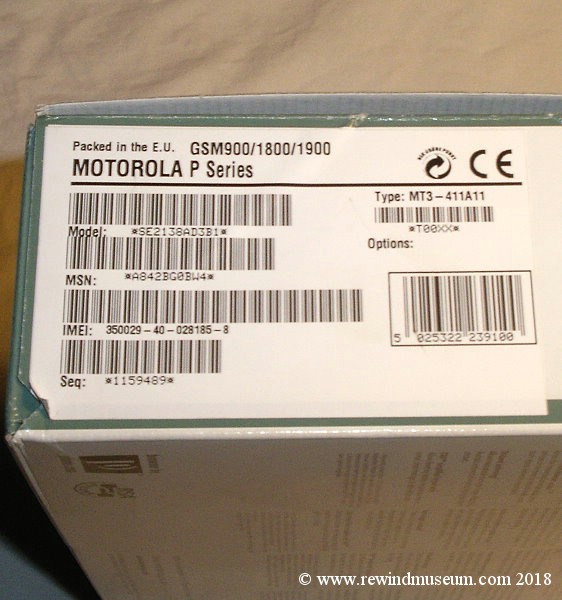 Packed in the E.U. GSM900/1800/1900
MOTOROLA P Series
Model: *SE2138AD3B1*
MSN: *A842BG0BW4*
IMEI: 350029-40-028185-8
Seq: *1159489*
Type: MT3-411A11
*T00XX*
Options:
5 025322 239100
CE
© www.rewindmuseum.com 2018